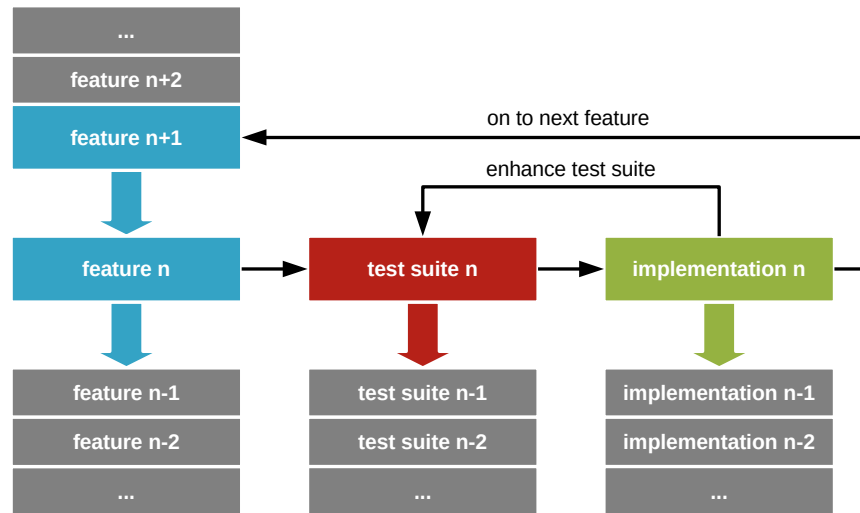 ...
feature n+2
feature n+1
on to next feature
enhance test suite
feature n
test suite n
implementation n
feature n-1
test suite n-1
implementation n-1
feature n-2
test suite n-2
implementation n-2
...
...
...